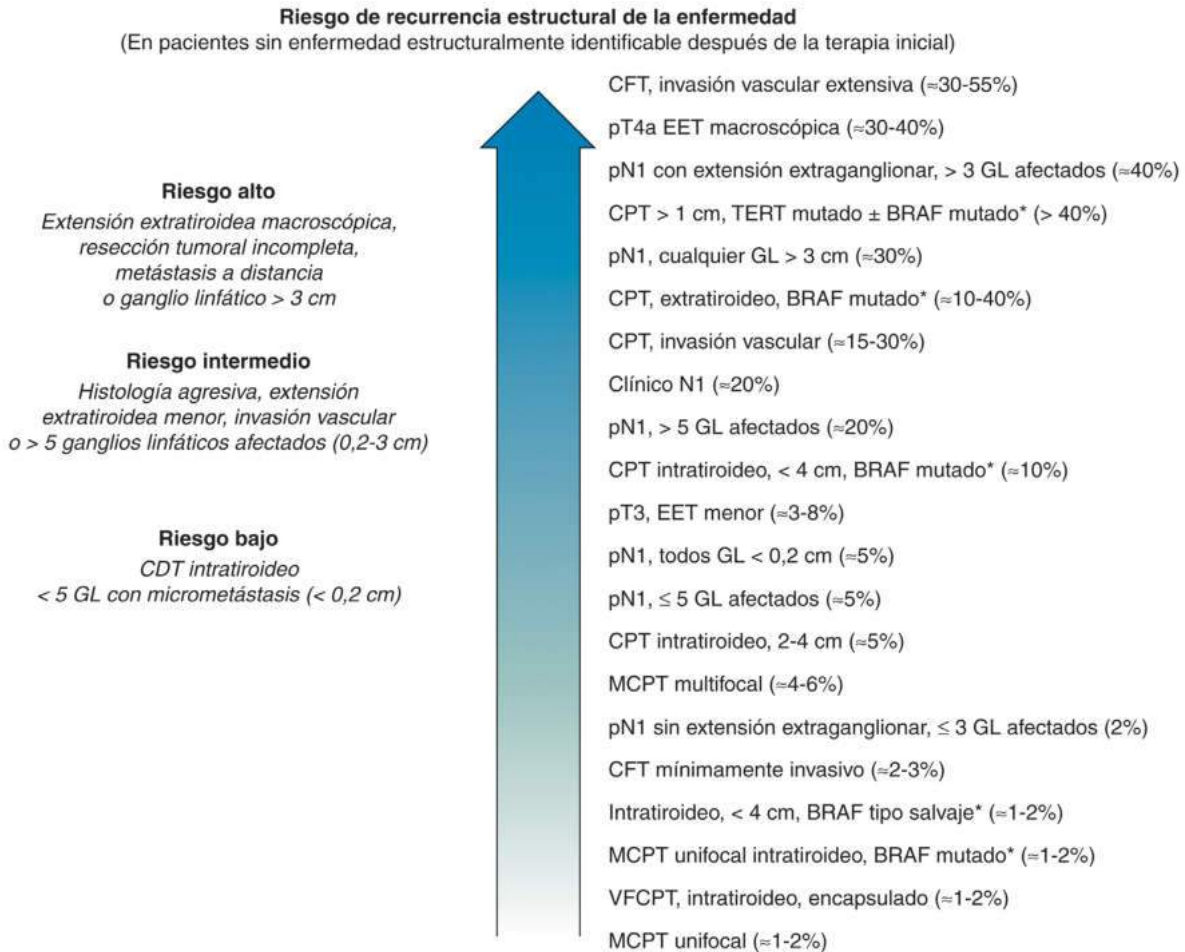 Riesgo de recurrencia estructural de la enfermedad
(En pacientes sin enfermedad estructuralmente identificable después de la terapia inicial)
Riesgo alto
Extensión extratiroidea macroscópica,
resección tumoral incompleta,
metástasis a distancia
o ganglio linfático > 3 cm
Riesgo intermedio
Histología agresiva, extensión
extratiroidea menor, invasión vascular
o > 5 ganglios linfáticos afectados (0,2-3 cm)
Riesgo bajo
CDT intratiroideo
< 5 GL con micrometástasis (< 0,2 cm)
CFT, invasión vascular extensiva (≈30-55%)
pT4a EET macroscópica (≈30-40%)
pN1 con extensión extraganglionar, > 3 GL afectados (≈40%)
CPT > 1 cm, TERT mutado ± BRAF mutado* (> 40%)
pN1, cualquier GL > 3 cm (≈30%)
CPT, extratiroideo, BRAF mutado* (≈10-40%)
CPT, invasión vascular (≈15-30%)
Clínico N1 (≈20%)
pN1, > 5 GL afectados (≈20%)
CPT intratiroideo, < 4 cm, BRAF mutado* (≈10%)
pT3, EET menor (≈3-8%)
pN1, todos GL < 0,2 cm (≈5%)
pN1, ≤ 5 GL afectados (≈5%)
CPT intratiroideo, 2-4 cm (≈5%)
MCPT multifocal (≈4-6%)
pN1 sin extensión extraganglionar, ≤ 3 GL afectados (2%)
CFT mínimamente invasivo (≈2-3%)
Intratiroideo, < 4 cm, BRAF tipo salvaje* (≈1-2%)
MCPT unifocal intratiroideo, BRAF mutado* (≈1-2%)
VFCPT, intratiroideo, encapsulado (≈1-2%)
MCPT unifocal (≈1-2%)